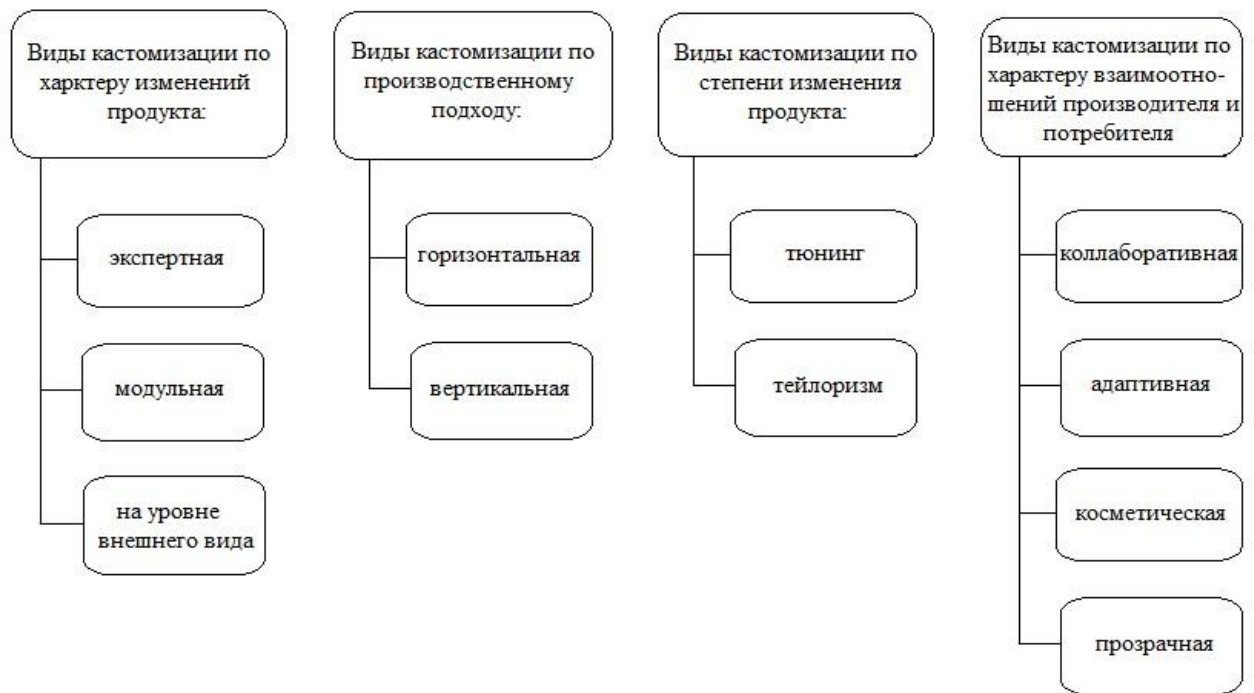 Виды кастомизации по
харктеру изменений
продукта:
экспертная
модульная
на уровне
внешнего вида
Виды кастомизации по
производственному
подходу:
горизонтальная
вертикальная
Виды кастомизации по
степени изменения
продукта:
тюнинг
тейлоризм
Виды кастомизации по
характеру взаимоотно-
шений производителя и
потребителя
коллаборативная
адаптивная
косметическая
прозрачная